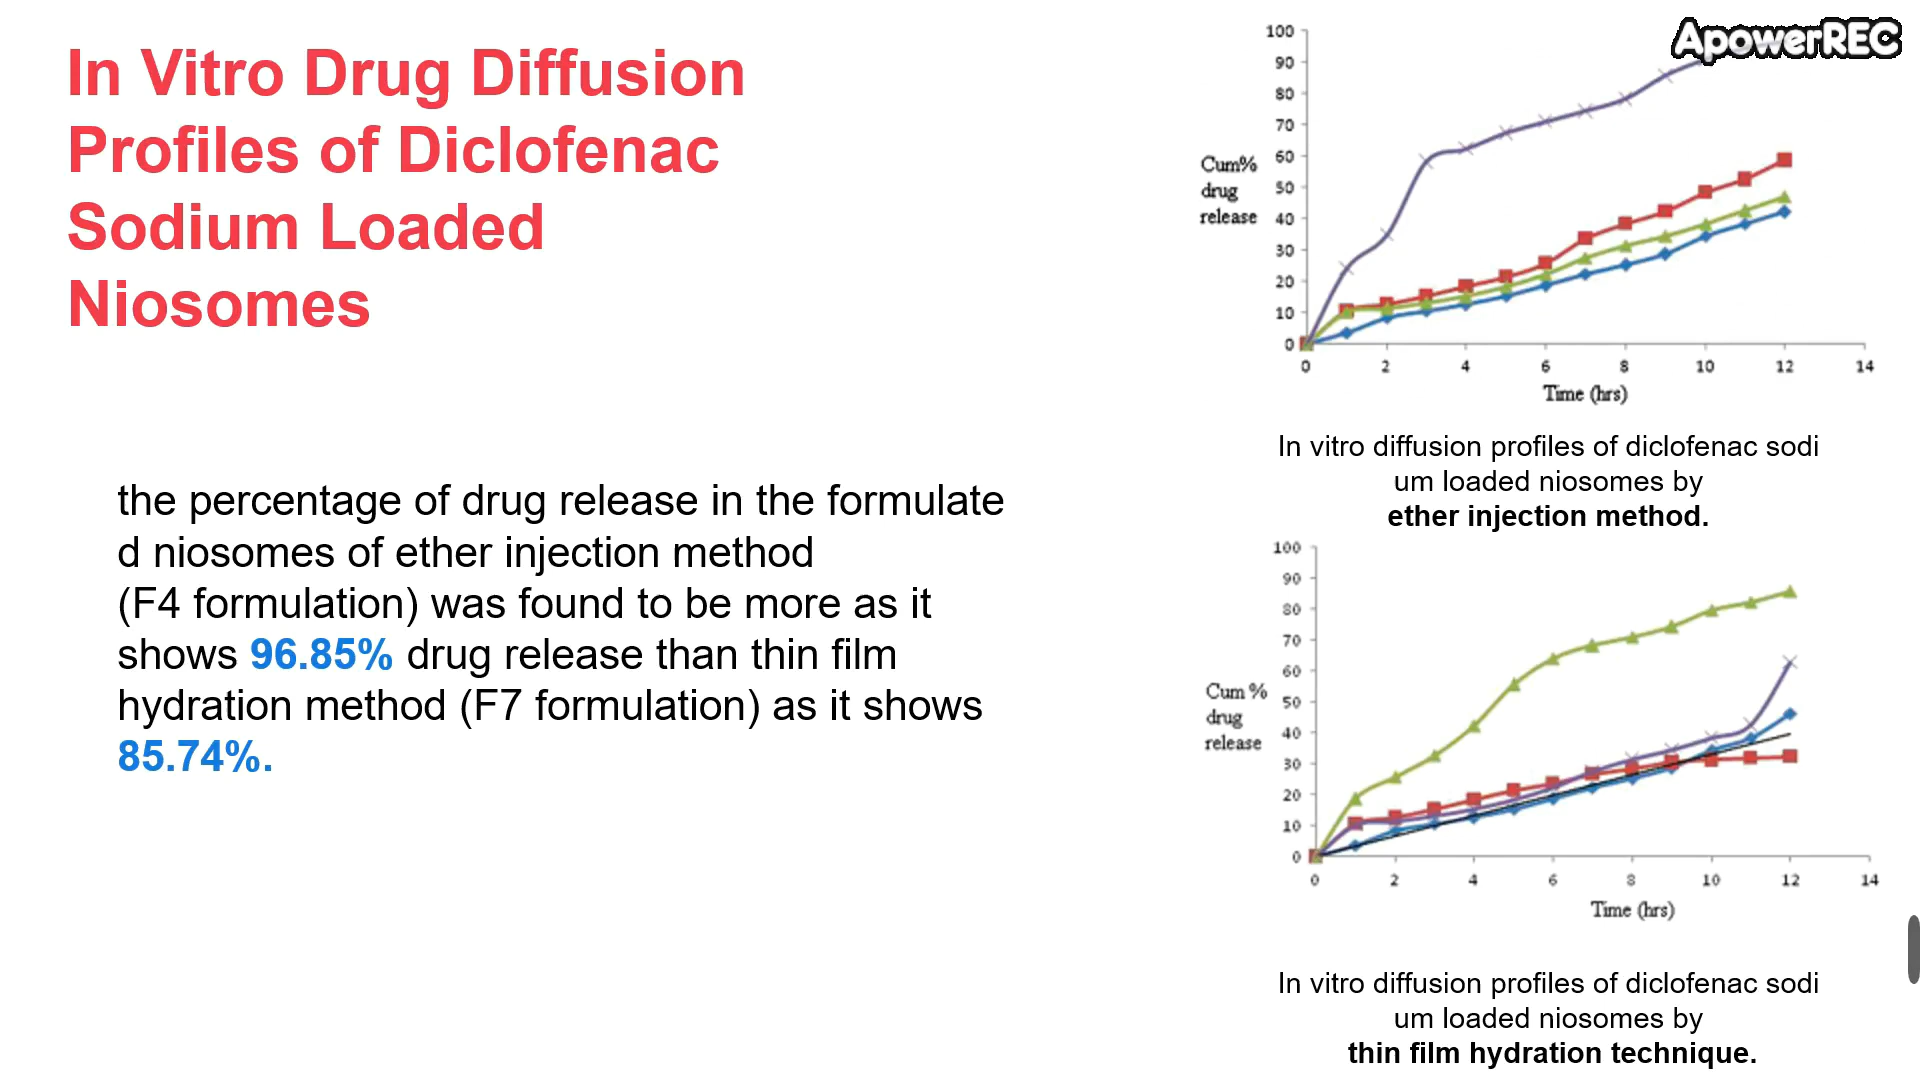 In Vitro Drug Diffusion
Profiles of Diclofenac
Sodium Loaded
Niosomes
the percentage of drug release in the formulate
d niosomes of ether injection method
(F4 formulation) was found to be more as it
shows 96.85% drug release than thin film
hydration method (F7 formulation) as it shows
85.74%.
ApowerREC
100
90
80
70
60
50
40
30
20
10
0
Cum%
drug
release
0 2 4 6 8 10 12 14
Time (hrs)
In vitro diffusion profiles of diclofenac sodi
um loaded niosomes by
ether injection method.
100
90
80
70
60
50
40
30
20
10
0
Cum %
drug
release
0 2 4 6 8 10 12 14
Time (hrs)
In vitro diffusion profiles of diclofenac sodi
um loaded niosomes by
thin film hydration technique.